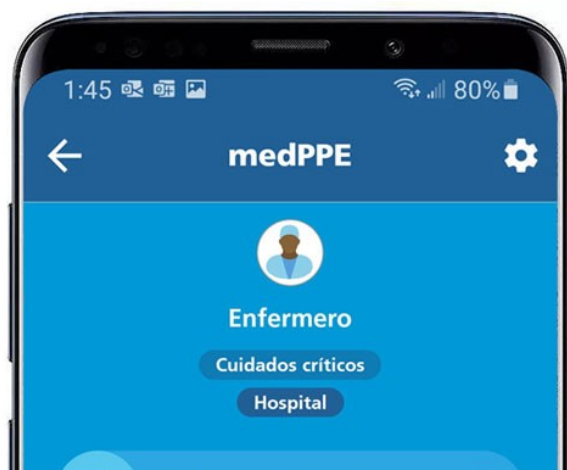 1:45 80%
medPPE
Enfermero
Cuidados críticos
Hospital